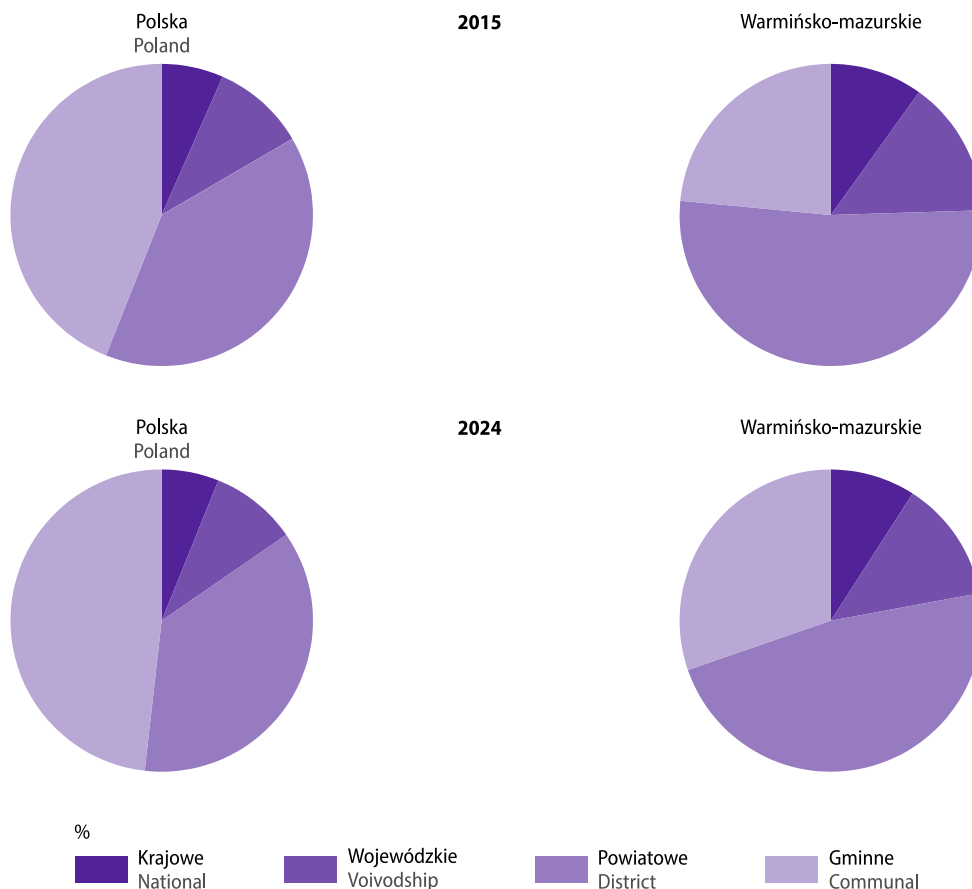 Polska
Poland
2015
Warmińsko-mazurskie
Polska
Poland
2024
Warmińsko-mazurskie
%
Krajowe
National
Wojewódzkie
Voivodship
Powiatowe
District
Gminne
Communal